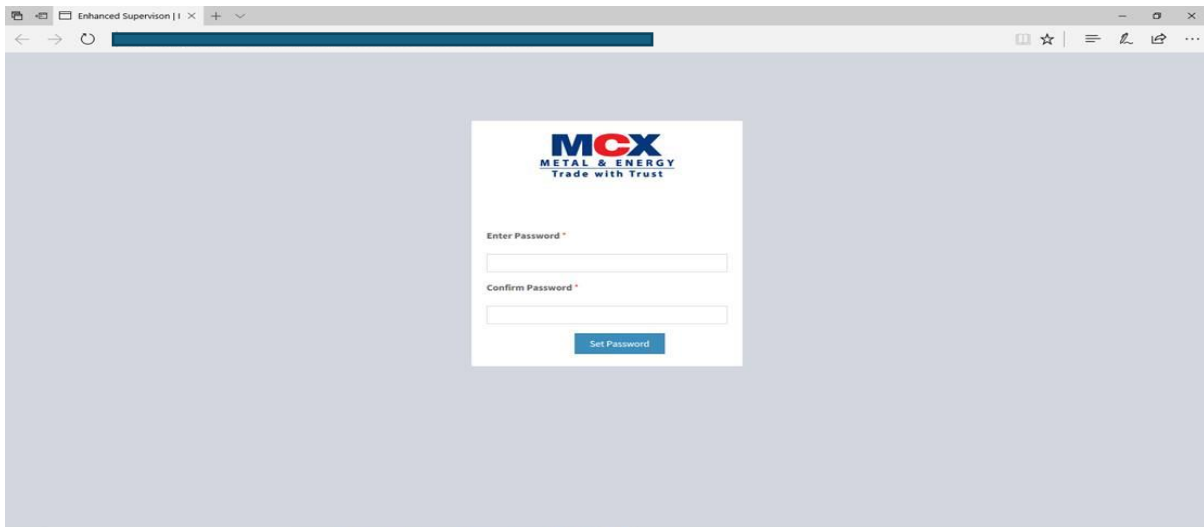 Enhanced Supervison | I
MCX
METAL & ENERGY
Trade with Trust
Enter Password *
Confirm Password *
Set Password